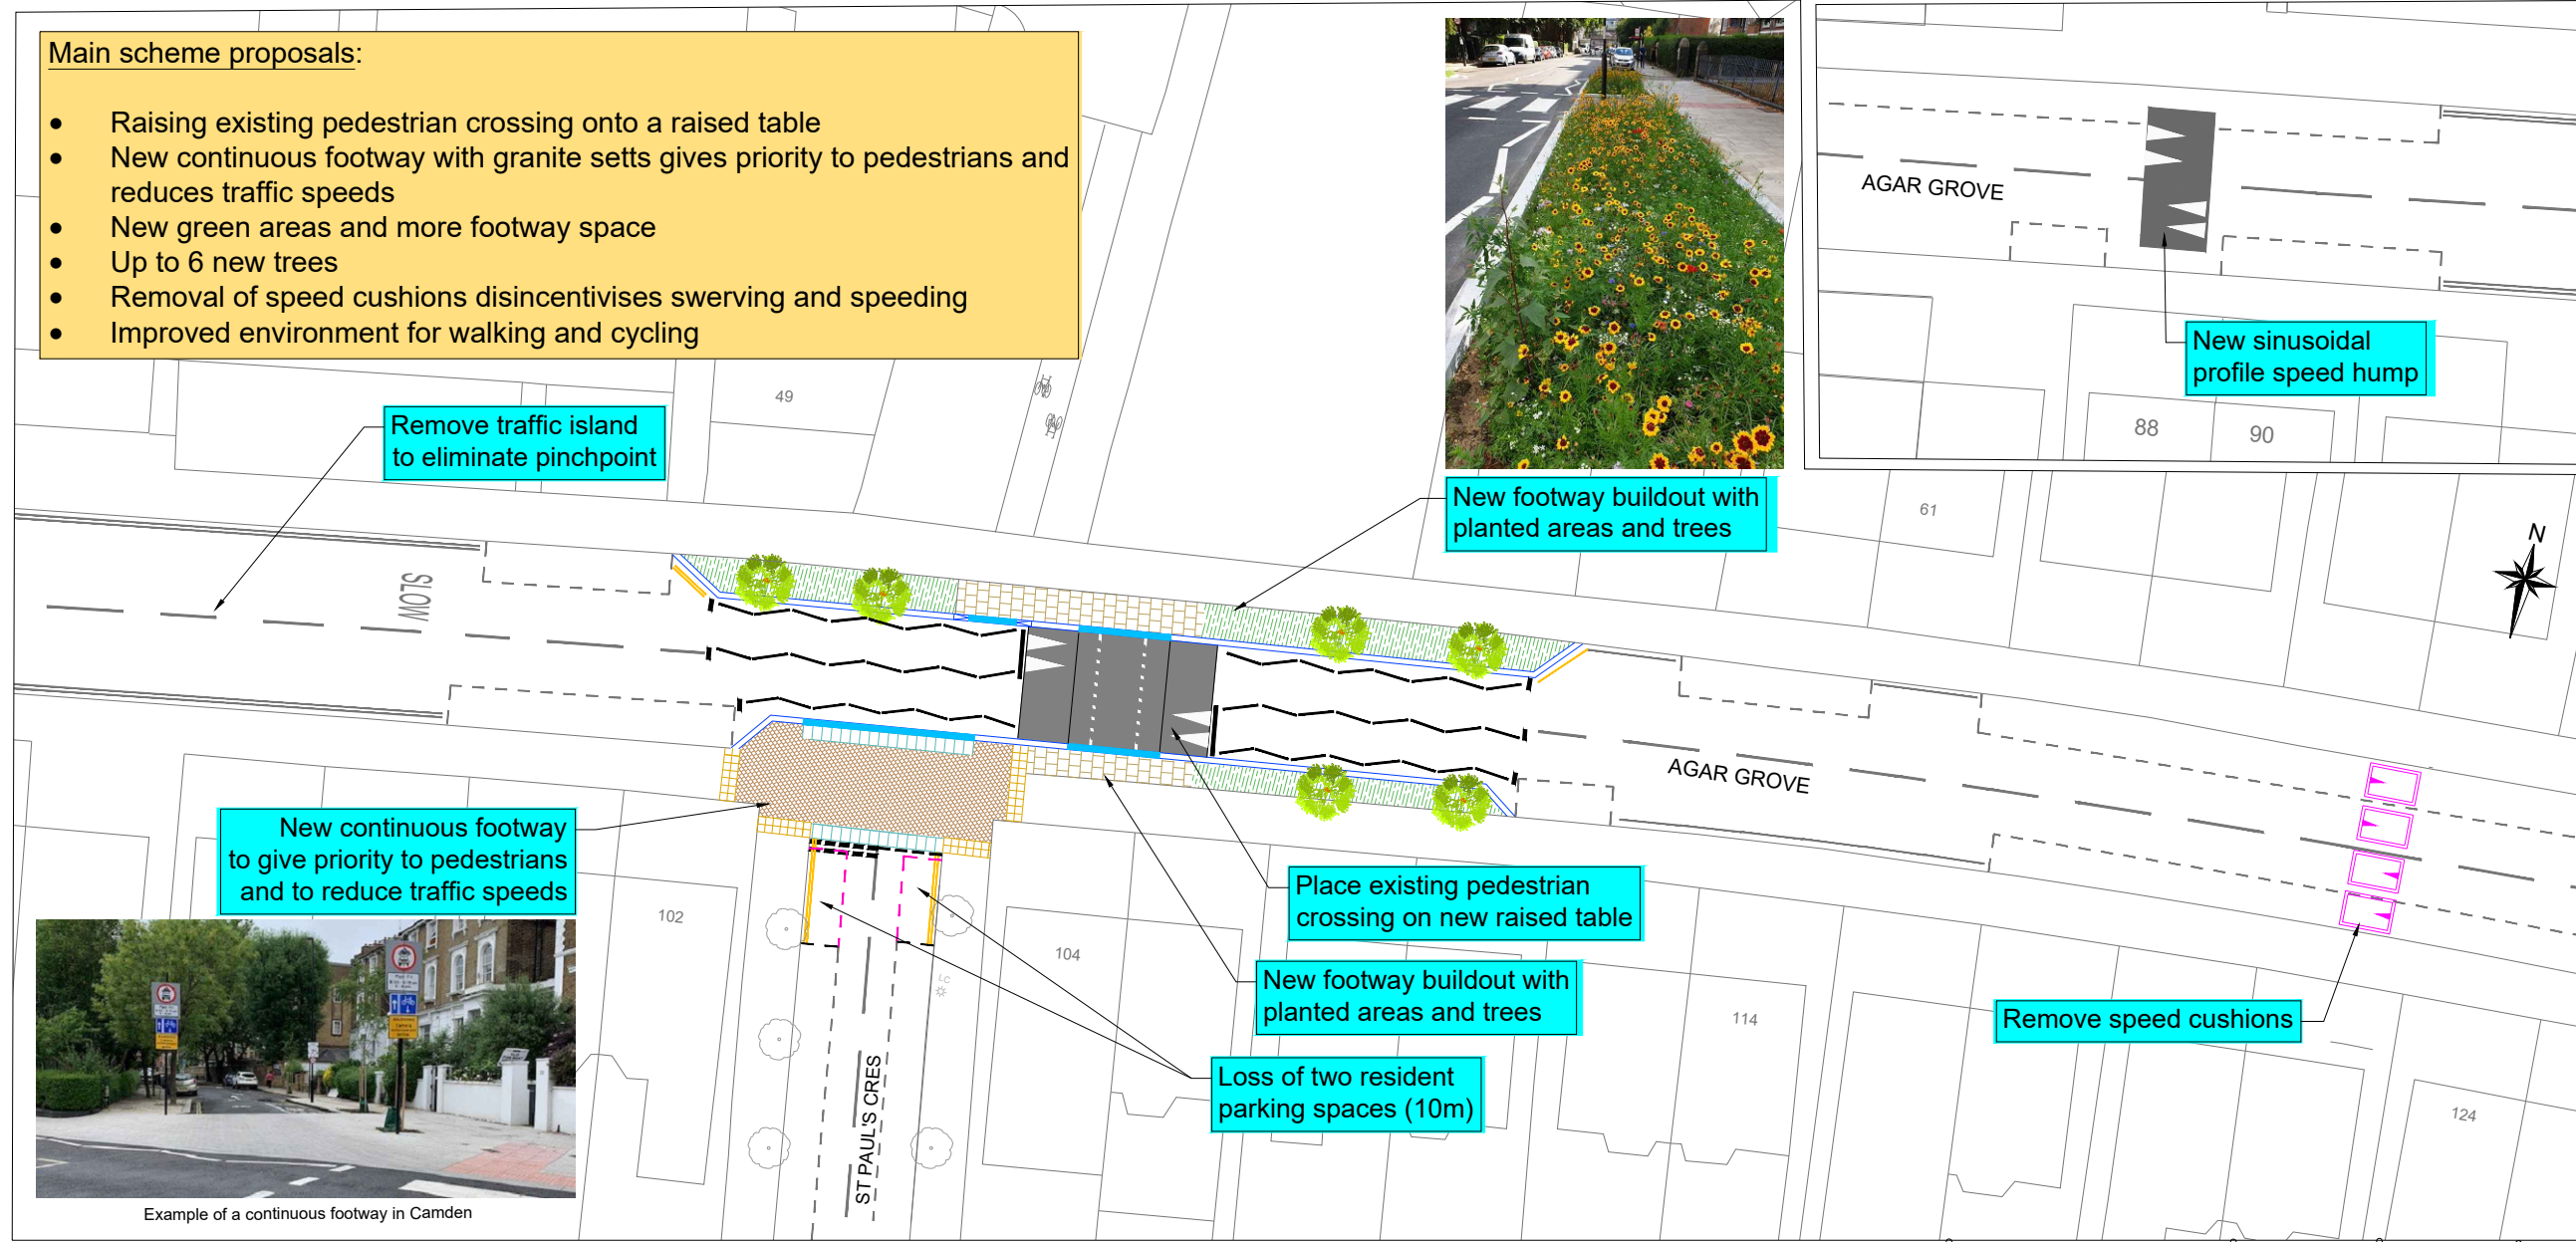 Main scheme proposals:
• Raising existing pedestrian crossing onto a raised table
• New continuous footway with granite setts gives priority to pedestrians and
reduces traffic speeds
• New green areas and more footway space
• Up to 6 new trees
• Removal of speed cushions disincentivises swerving and speeding
• Improved environment for walking and cycling
AGAR GROVE
New sinusoidal
profile speed hump
88
90
49
Remove traffic island
to eliminate pinchpoint
New footway buildout with
planted areas and trees
61
N
SLOW
AGAR GROVE
New continuous footway
to give priority to pedestrians
and to reduce traffic speeds
102
104
Place existing pedestrian
crossing on new raised table
New footway buildout with
planted areas and trees
LC
114
Remove speed cushions
Loss of two resident
parking spaces (10m)
124
ST PAUL'S CRES
Example of a continuous footway in Camden